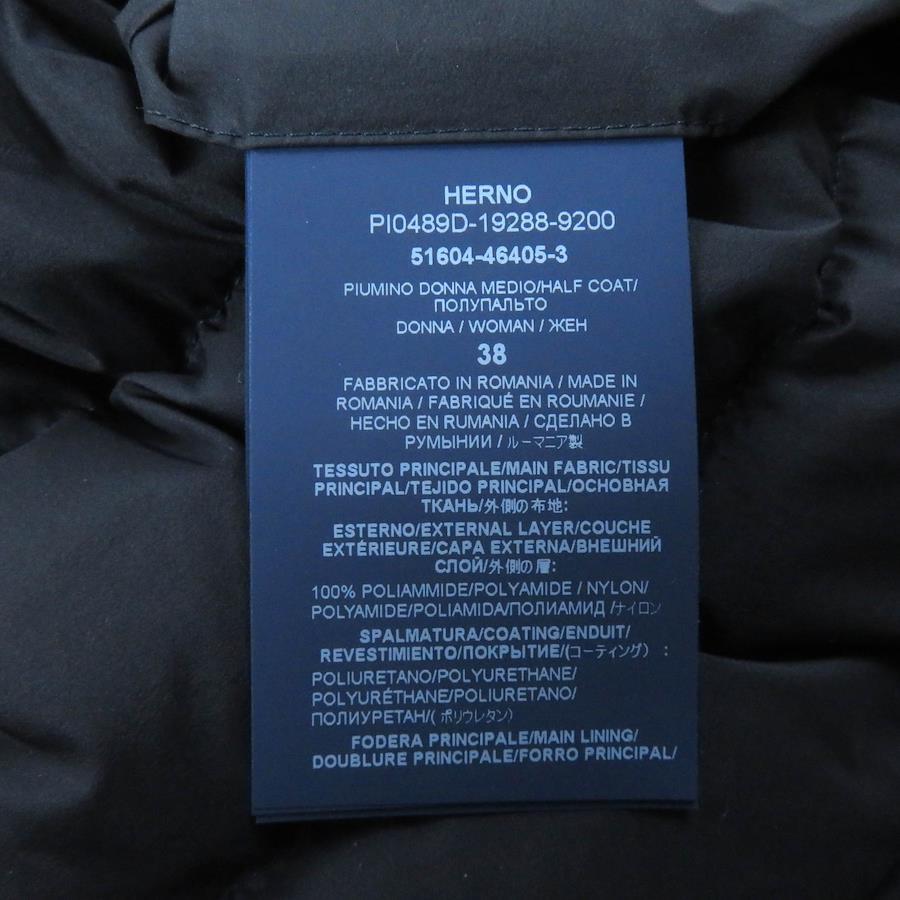 HERNO
PI0489D-19288-9200
51604-46405-3
PIUMINO DONNA MEDIO/HALF COAT/
ПОЛУПАЛЬТО
DONNA / WOMAN / ЖЕН
38
FABBRICATO IN ROMANIA / MADE IN
ROMANIA / FABRIQUÉ EN ROUMANIE /
HECHO EN RUMANIA / СДЕЛАНО В
РУМЫНИИ / ルーマニア製
TESSUTO PRINCIPALE/MAIN FABRIC/TISSU
PRINCIPAL/TEJIDO PRINCIPAL/ОСНОВНАЯ
ТКАНЬ/外側の布地:
ESTERNO/EXTERNAL LAYER/COUCHE
EXTÉRIEURE/CAPA EXTERNA/ВНЕШНИЙ
СЛОЙ/外側の層:
100% POLIAMMIDE/POLYAMIDE / NYLON/
POLYAMIDE/POLIAMIDA/ПОЛИАМИД /ナイロン
SPALMATURA/COATING/ENDUIT/
REVESTIMIENTO/ПОКРЫТИЕ/(コーティング) :
POLIURETANO/POLYURETHANE/
POLYURÉTHANE/POLIURETANO/
ПОЛИУРЕТАН/( ポリウレタン)
FODERA PRINCIPALE/MAIN LINING/
DOUBLURE PRINCIPALE/FORRO PRINCIPAL/